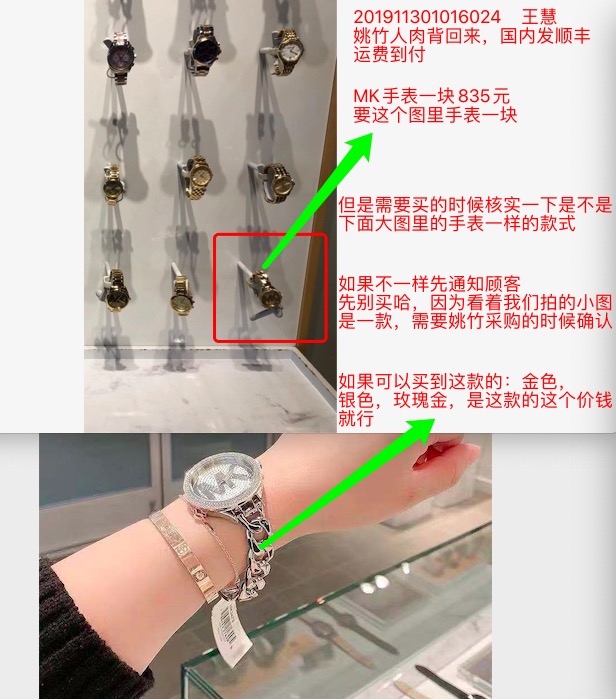 201911301016024 王慧
姚竹人肉背回来，国内发顺丰
运费到付
MK手表一块835元
要这个图里手表一块
但是需要买的时候核实一下是不是
下面大图里的手表一样的款式
如果不一样先通知顾客
先别买哈，因为看着我们拍的小图
是一款，需要姚竹采购的时候确认
如果可以买到这款的：金色，
银色，玫瑰金，是这款的这个价钱
就行
MK